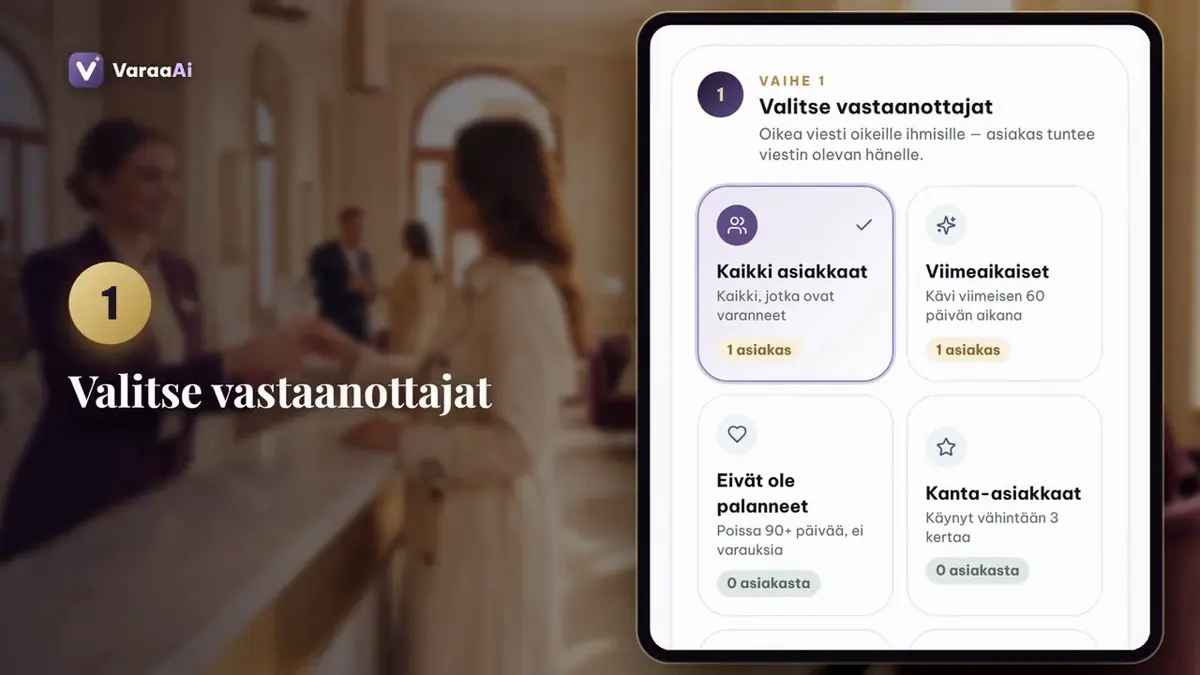 VaraaAi
1
Valitse vastaanottajat
1
VAIHE 1
Valitse vastaanottajat
Oikea viesti oikeille ihmisille — asiakas tuntee
viestin olevan hänelle.
Kaikki asiakkaat
Kaikki, jotka ovat
varanneet
1 asiakas
Viimeaikaiset
Kävi viimeisen 60
päivän aikana
1 asiakas
Eivät ole
palanneet
Poissa 90+ päivää, ei
varauksia
0 asiakasta
Kanta-asiakkaat
Käynyt vähintään 3
kertaa
0 asiakasta